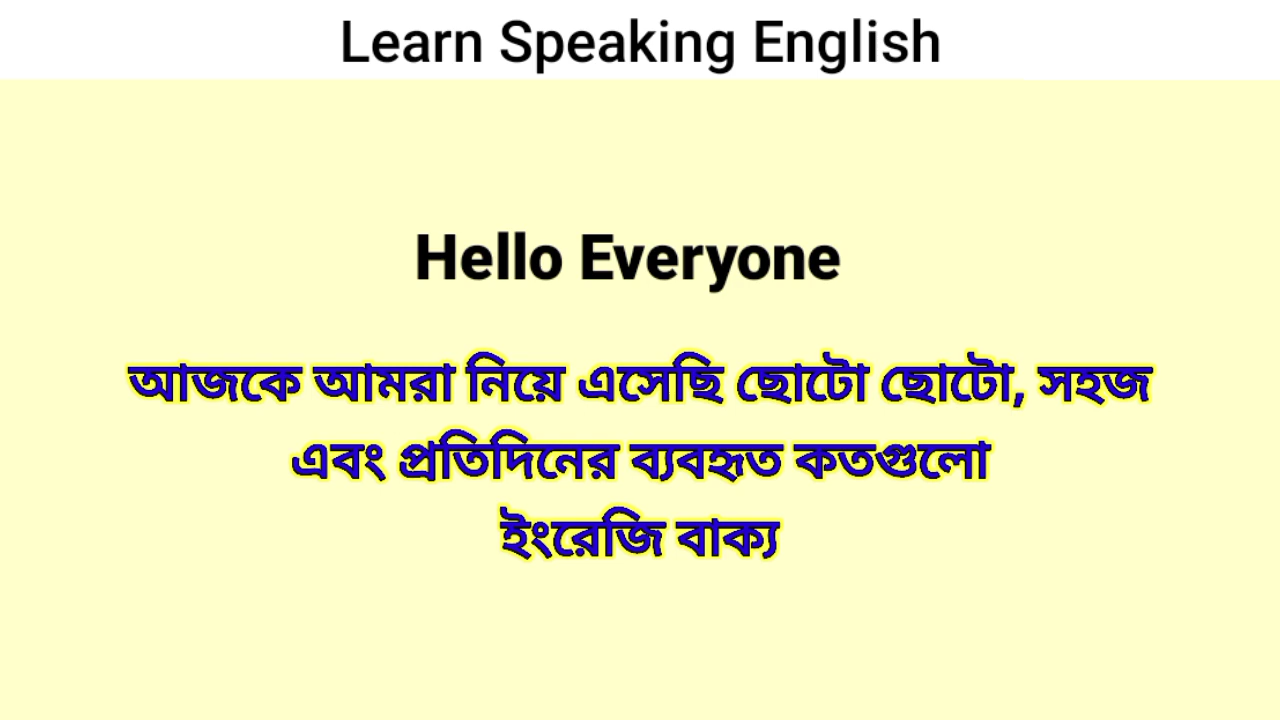 Learn Speaking English
Hello Everyone
আজকে আমরা নিয়ে এসেছি ছোটো ছোটো, সহজ
এবং প্রতিদিনের ব্যবহৃত কতগুলো
ইংরেজি বাক্য